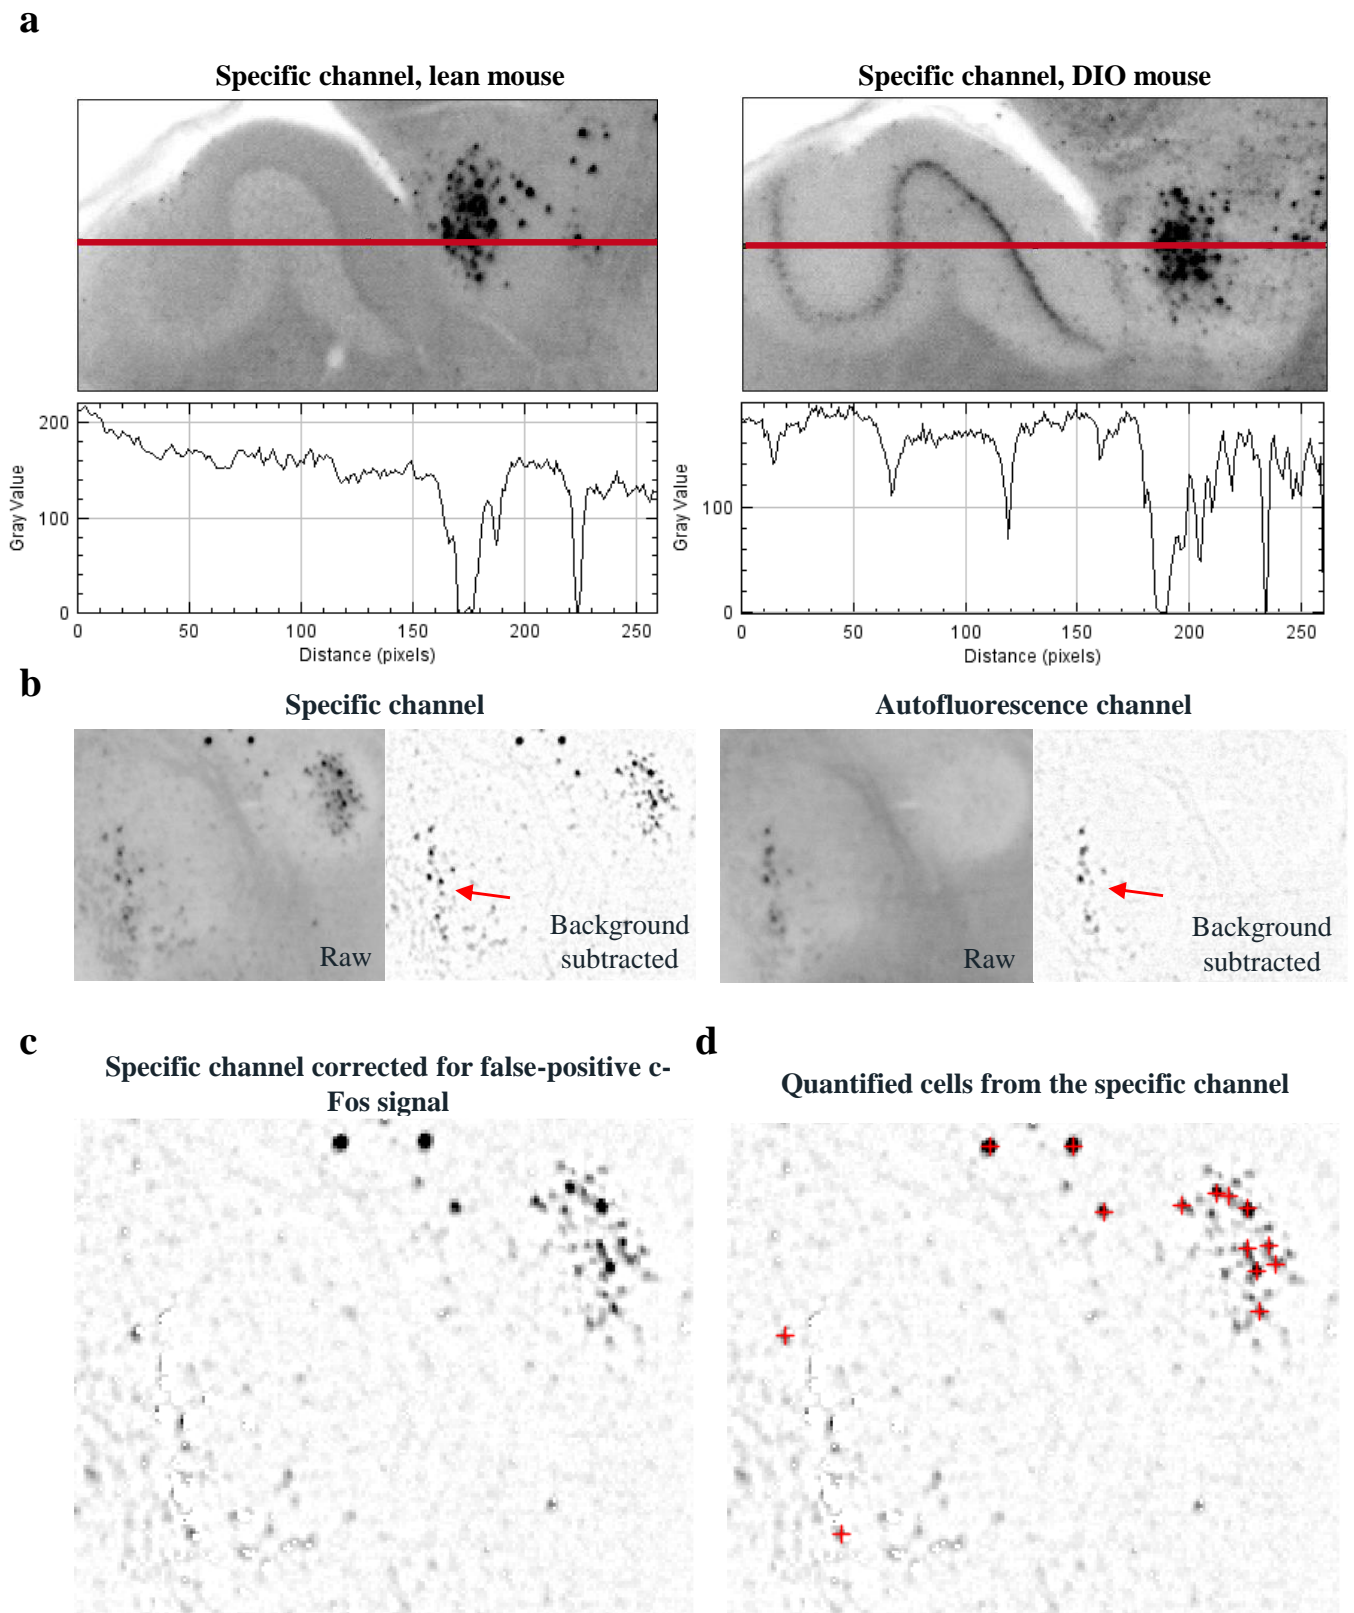 a
Specific channel, lean mouse
Specific channel, DIO mouse
200
100
0
Gray Value
0 50 100 150 200 250
Distance (pixels)
100
0
Gray Value
0 50 100 150 200 250
Distance (pixels)
b
Specific channel
Autofluorescence channel
Raw
Background
subtracted
Raw
Background
subtracted
c
Specific channel corrected for false-positive c-
Fos signal
d
Quantified cells from the specific channel